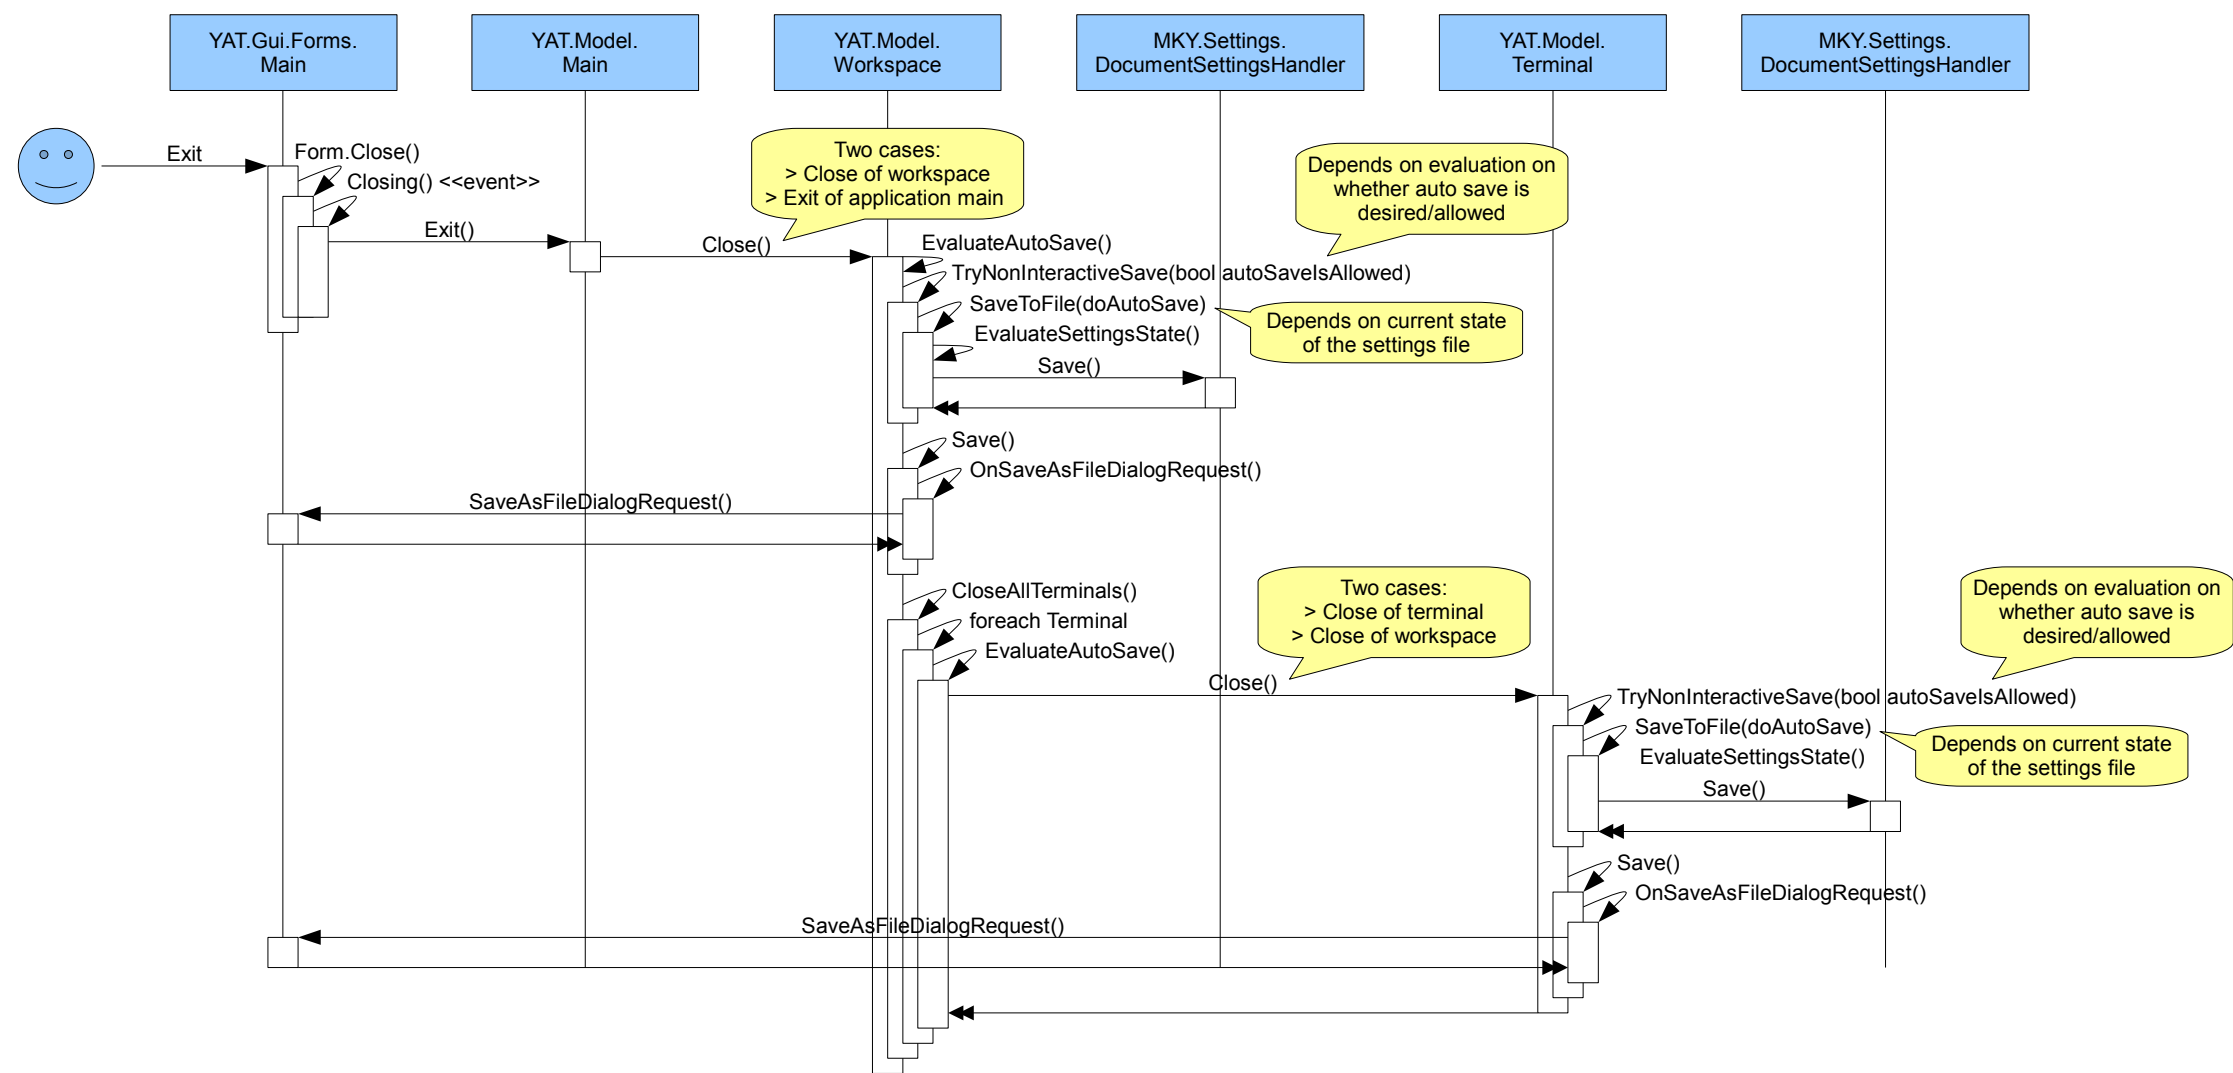 YAT.Gui.Forms.
Main
YAT.Model.
Main
YAT.Model.
Workspace
MKY.Settings.
DocumentSettingsHandler
YAT.Model.
Terminal
MKY.Settings.
DocumentSettingsHandler
Exit
Form.Close()
Closing() <<event>>
Exit()
Two cases:
> Close of workspace
> Exit of application main
Close()
Depends on evaluation on
whether auto save is
desired/allowed
EvaluateAutoSave()
TryNonInteractiveSave(bool autoSaveIsAllowed)
SaveToFile(doAutoSave)
Depends on current state
of the settings file
EvaluateSettingsState()
Save()
Save()
OnSaveAsFileDialogRequest()
SaveAsFileDialogRequest()
CloseAllTerminals()
foreach Terminal
EvaluateAutoSave()
Two cases:
> Close of terminal
> Close of workspace
Close()
Depends on evaluation on
whether auto save is
desired/allowed
TryNonInteractiveSave(bool autoSaveIsAllowed)
SaveToFile(doAutoSave)
Depends on current state
of the settings file
EvaluateSettingsState()
Save()
Save()
OnSaveAsFileDialogRequest()
SaveAsFileDialogRequest()